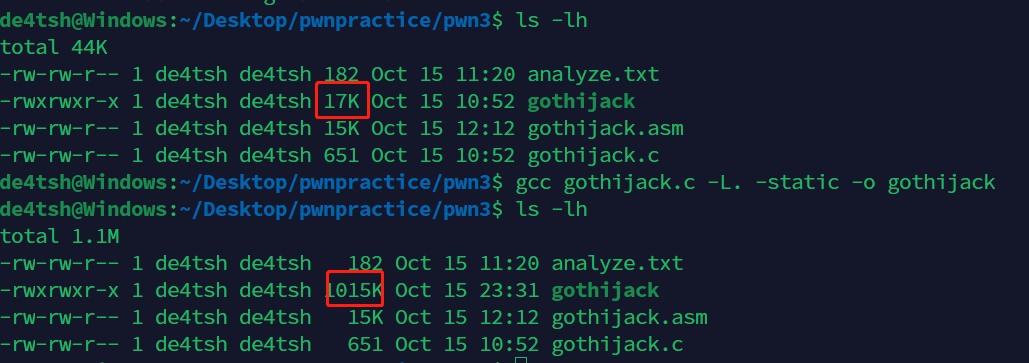 de4tsh@Windows:~/Desktop/pwnpractice/pwn3$ ls -lh
total 44K
-rw-rw-r-- 1 de4tsh de4tsh 182 Oct 15 11:20 analyze.txt
-rwxrwxr-x 1 de4tsh de4tsh 17K Oct 15 10:52 gothijack
-rw-rw-r-- 1 de4tsh de4tsh 15K Oct 15 12:12 gothijack.asm
-rw-rw-r-- 1 de4tsh de4tsh 651 Oct 15 10:52 gothijack.c
de4tsh@Windows:~/Desktop/pwnpractice/pwn3$ gcc gothijack.c -L. -static -o gothijack
de4tsh@Windows:~/Desktop/pwnpractice/pwn3$ ls -lh
total 1.1M
-rw-rw-r-- 1 de4tsh de4tsh   182 Oct 15 11:20 analyze.txt
-rwxrwxr-x 1 de4tsh de4tsh 1015K Oct 15 23:31 gothijack
-rw-rw-r-- 1 de4tsh de4tsh   15K Oct 15 12:12 gothijack.asm
-rw-rw-r-- 1 de4tsh de4tsh   651 Oct 15 10:52 gothijack.c